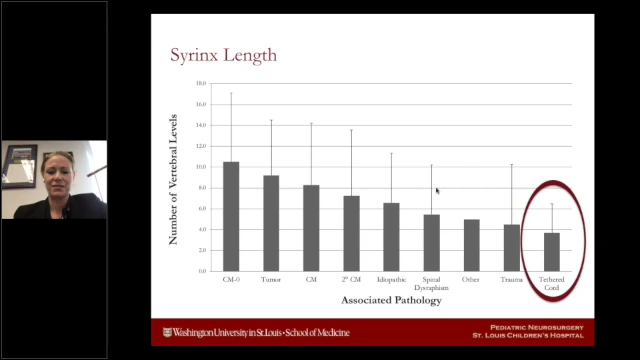 Syrinx Length
Number of Vertebral Levels
18.0
16.0
14.0
12.0
10.0
8.0
6.0
4.0
2.0
0.0
CM-0
Tumor
CM
2° CM
Idiopathic
Spinal
Dysraphism
Other
Trauma
Tethered
Cord
Associated Pathology
Washington University in St. Louis • School of Medicine
Pediatric Neurosurgery
St. Louis Children's Hospital